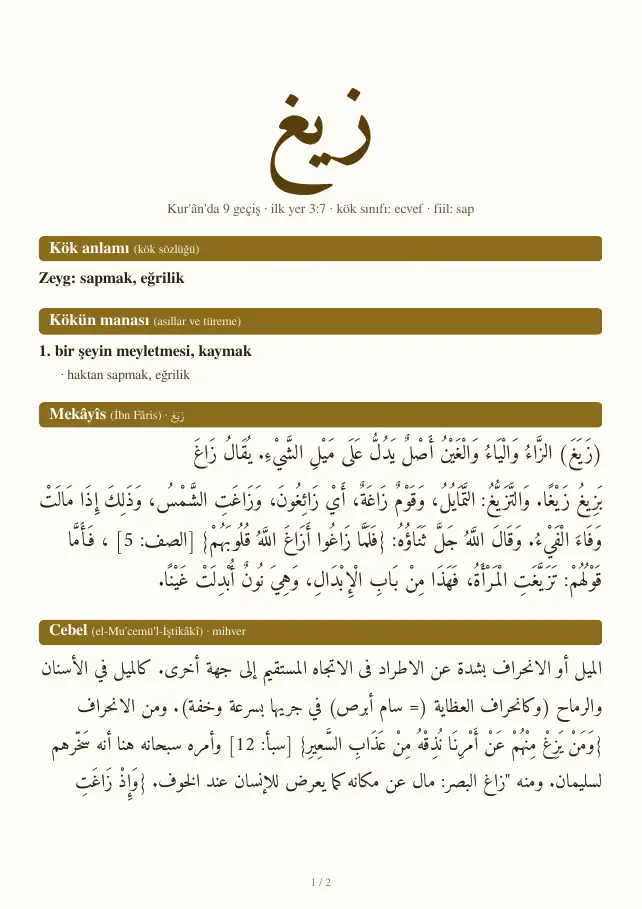 زيغ
Kur'ân'da 9 geçiş · ilk yer 3:7 · kök sınıfı: ecvef · fiil: sap
Kök anlamı (kök sözlüğü)
Zeyg: sapmak, eğrilik
Kökün manası (asıllar ve türeme)
1. bir şeyin meyletmesi, kaymak
· haktan sapmak, eğrilik
Mekâyîs (İbn Fâris) · زَيَغَ
(زَيَغَ) الزَّاءُ وَالْيَاءُ وَالْغَيْنُ أَصْلٌ يَدُلُّ عَلَى مَيْلِ الشَّيْءِ. يُقَالُ زَاغَ
يَزِيغُ زَيْغًا. وَالتَّزَيُّغُ: التَّمَايُلُ، وَقَوْمٌ زَاغَةٌ، أَيْ زَائِغُونَ، وَزَاغَتِ الشَّمْسُ، وَذَلِكَ إِذَا مَالَتْ
وَفَاءَ الْفَيْءُ. وَقَالَ اللَّهُ جَلَّ ثَنَاؤُهُ: {فَلَمَّا زَاغُوا أَزَاغَ اللَّهُ قُلُوبَهُمْ} [الصف: 5] ، فَأَمَّا
قَوْلُهُمْ: تَزَيَّغَتِ الْمَرْأَةُ، فَهَذَا مِنْ بَابِ الْإِبْدَالِ، وَهِيَ نُونٌ أُبْدِلَتْ غَيْنًا.
Cebel (el-Mu'cemü'l-İştikâkî) · mihver
الميل أو الانحراف بشدة عن الاطراد فى الاتجاه المستقيم إلى جهة أخرى. كالميل في الأسنان
والرماح (وكانحراف العظاية (= سام أبرص) في جريها بسرعة وخفة). ومن الانحراف
{وَمَنْ يَزِغْ مِنْهُمْ عَنْ أَمْرِنَا نُذِقْهُ مِنْ عَذَابِ السَّعِيرِ} [سبأ: 12] وأمره سبحانه هنا أنه سَخّرهم
لسليمان. ومنه "زاغ البصر: مال عن مكانه كما يعرض للإنسان عند الخوف. {وَإِذْ زَاغَتِ
1 / 2